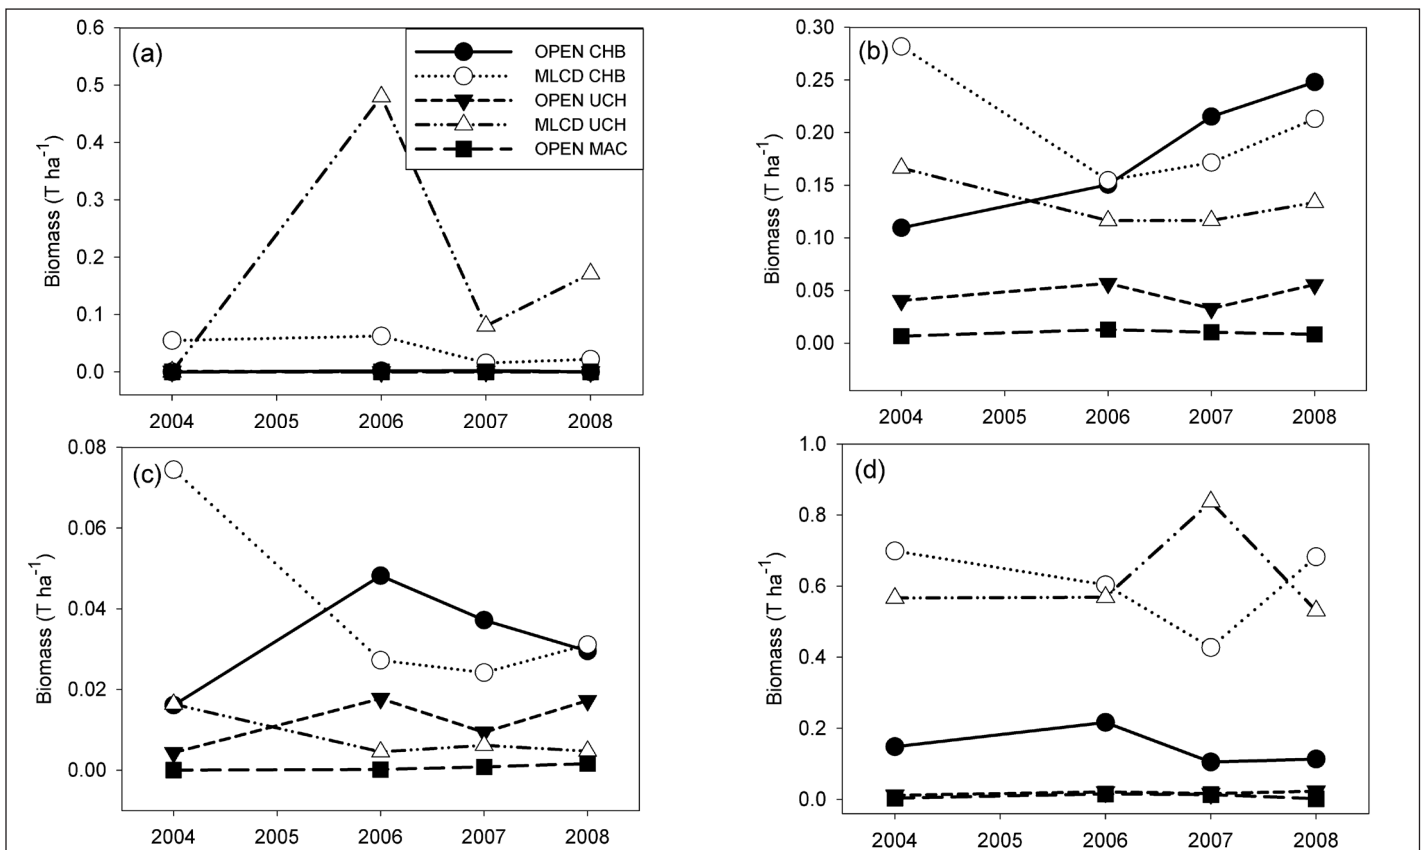 (a)
0.6
0.5
0.4
0.3
0.2
0.1
0.0
Biomass (T ha-1)
OPEN CHB
MLCD CHB
OPEN UCH
MLCD UCH
OPEN MAC
2004 2005 2006 2007 2008
(b)
0.30
0.25
0.20
0.15
0.10
0.05
0.00
Biomass (T ha-1)
2004 2005 2006 2007 2008
(c)
0.08
0.06
0.04
0.02
0.00
Biomass (T ha-1)
2004 2005 2006 2007 2008
(d)
1.0
0.8
0.6
0.4
0.2
0.0
Biomass (T ha-1)
2004 2005 2006 2007 2008